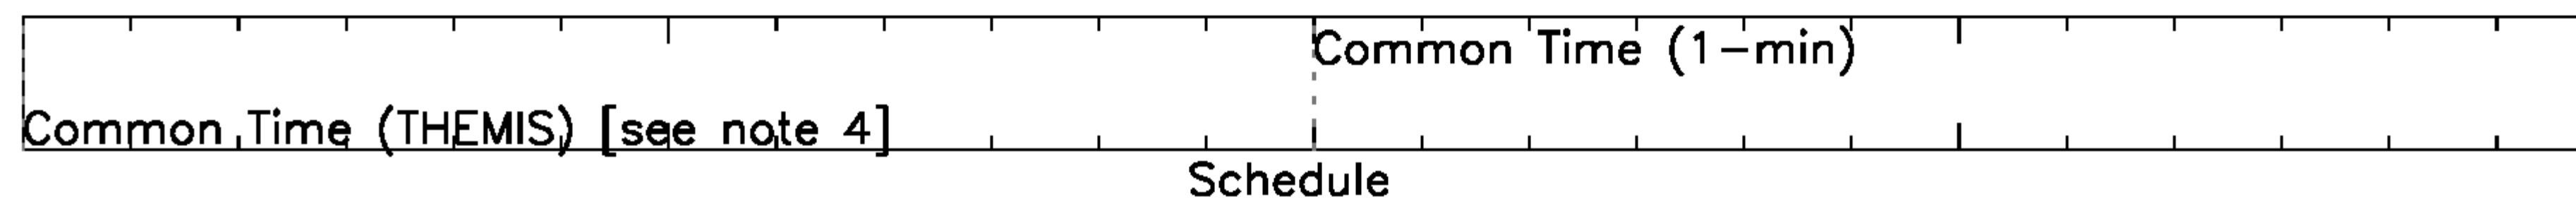 Common Time (1-min)
Common Time (THEMIS) [see note 4]
Schedule